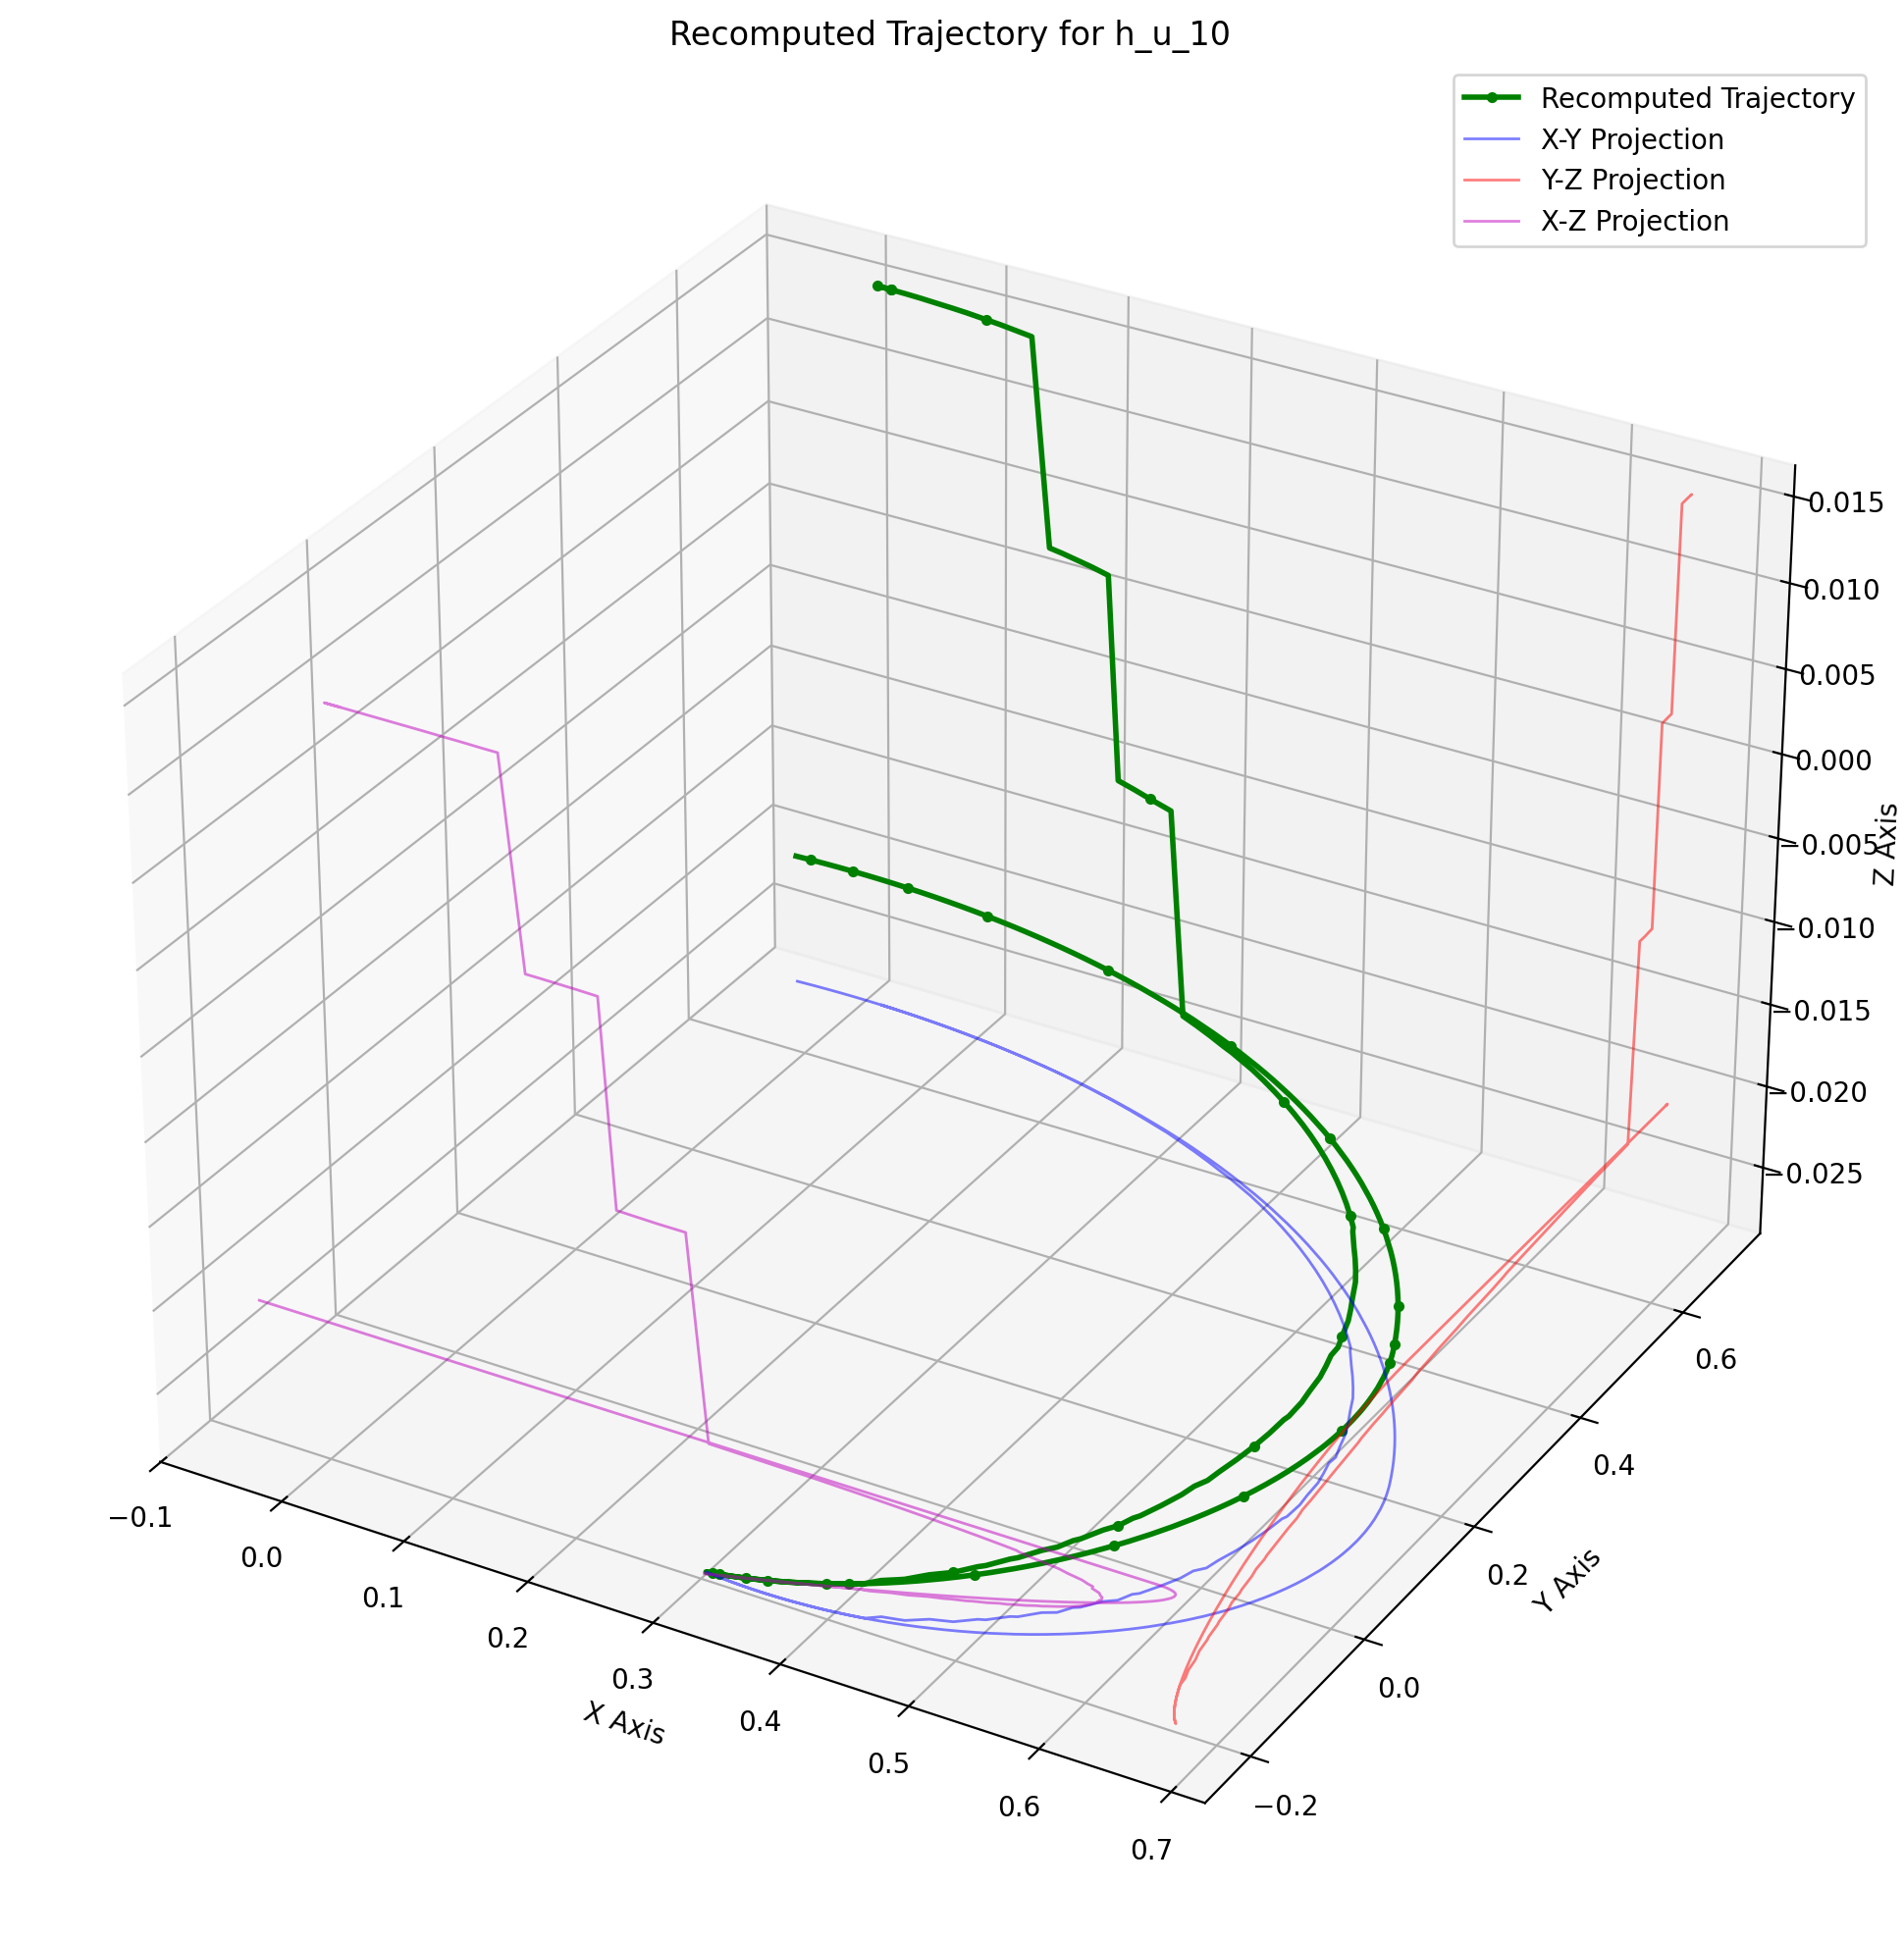 Recomputed Trajectory for h_u_10
Recomputed Trajectory
X-Y Projection
Y-Z Projection
X-Z Projection
0.015
0.010
0.005
0.000
−0.005
−0.010
−0.015
−0.020
−0.025
Z Axis
0.6
0.4
0.2
0.0
−0.2
Y Axis
−0.1
0.0
0.1
0.2
0.3
0.4
0.5
0.6
0.7
X Axis